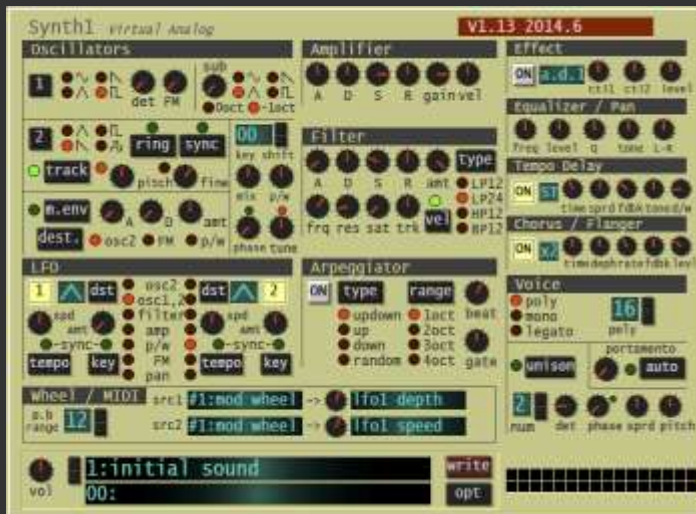 Synth1 Virtual Analog
V1.13 2014.6
Oscillators
1
det FM
sub
0oct -1oct
2
ring sync
00
key shift
track
pitch fine
mix p/w
m.env
A D amt
dest.
osc2 FM p/w
phase tune
Amplifier
A D S R gain vel
Filter
A D S R amt
type
LP12
LP24
HP12
BP12
frq res sat trk
vel
Effect
ON a.d.1
ctl1 ctl2 level
Equalizer / Pan
freq level Q tone L-R
Tempo Delay
ON ST
time sprd fdbk tone d/w
Chorus / Flanger
ON x2
time deph rate fdbk levl
LFO
1 dst
osc2
osc1,2
filter
amp
p/w
FM
pan
dst 2
spd
amt
sync
tempo key
spd
amt
sync
tempo key
Arpeggiator
ON type range
updown
up
down
random
1oct
2oct
3oct
4oct
beat
gate
Voice
poly
mono
legato
16
poly
unison
portamento
auto
2
num det phase sprd pitch
Wheel / MIDI
p.b
range
12
src1 #1:mod wheel -> lfo1 depth
src2 #1:mod wheel -> lfo1 speed
vol
1:initial sound
00:
write
opt